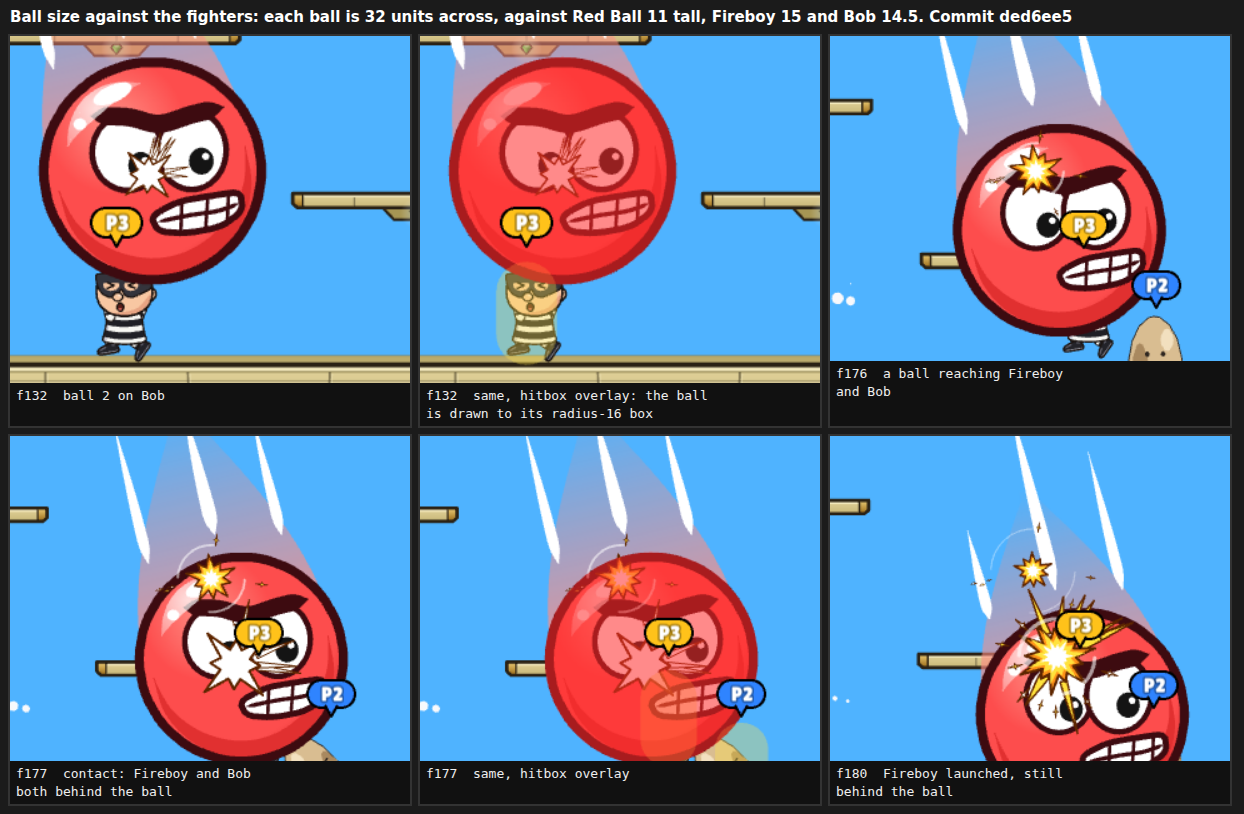 Ball size against the fighters: each ball is 32 units across, against Red Ball 11 tall, Fireboy 15 and Bob 14.5. Commit ded6ee5
P3
P3
P3
P2
f132  ball 2 on Bob
f132  same, hitbox overlay: the ball
is drawn to its radius-16 box
f176  a ball reaching Fireboy
and Bob
P3
P2
P3
P2
P3
P2
f177  contact: Fireboy and Bob
both behind the ball
f177  same, hitbox overlay
f180  Fireboy launched, still
behind the ball